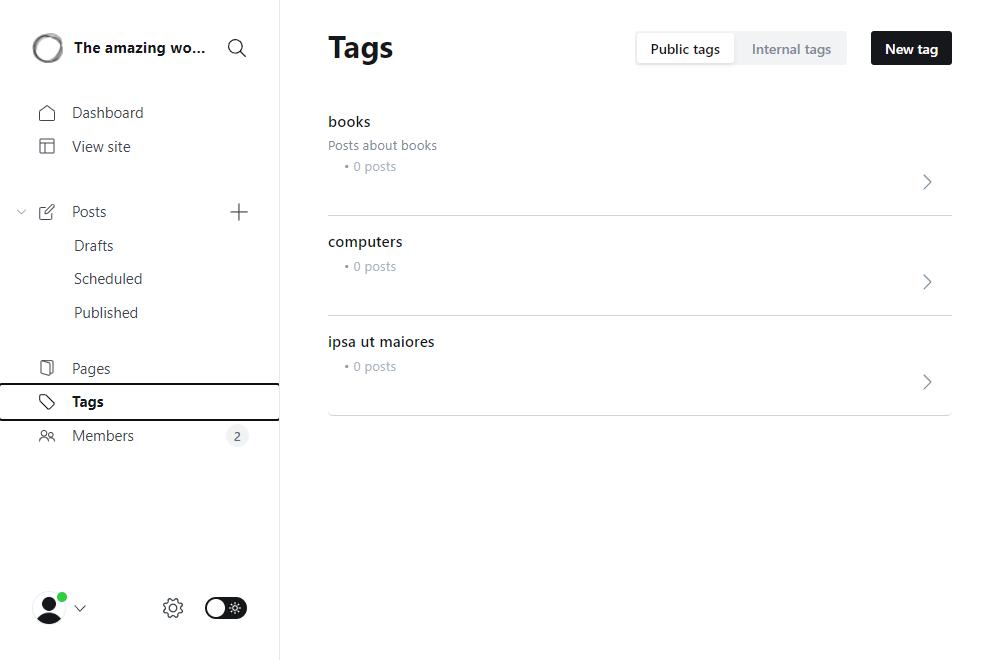 The amazing wo...
Dashboard
View site
Posts
Drafts
Scheduled
Published
Pages
Tags
Members 2
Tags
Public tags Internal tags New tag
books
Posts about books
• 0 posts
computers
• 0 posts
ipsa ut maiores
• 0 posts